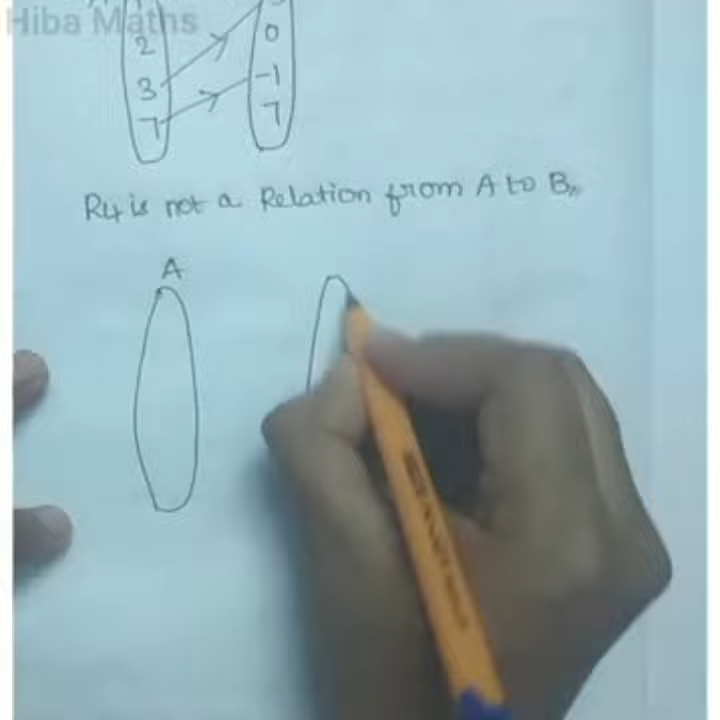 Hiba Maths
2 0
3 -1
7 7
R4 is not a Relation from A to B,,
A